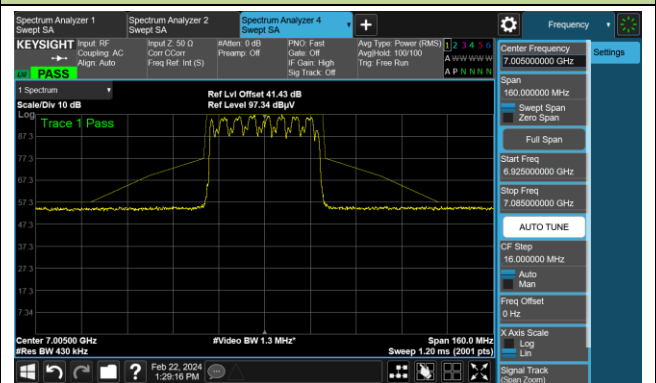 Spectrum Analyzer 1
Swept SA
Spectrum Analyzer 2
Swept SA
Spectrum Analyzer 4
Swept SA
Frequency
KEYSIGHT
Input: RF
Coupling: AC
Align: Auto
Input Z: 50 Ω
Corr CCorr
Freq Ref: Int (S)
#Atten: 0 dB
Preamp: Off
PNO: Fast
Gate: Off
IF Gain: High
Sig Track: Off
Avg Type: Power (RMS)
Avg|Hold: 100/100
Trig: Free Run
1 2 3 4 5 6
A W W W W W
A P N N N N
PASS
Center Frequency
7.005000000 GHz
Settings
Span
160.000000 MHz
Swept Span
Zero Span
Full Span
Start Freq
6.925000000 GHz
Stop Freq
7.085000000 GHz
AUTO TUNE
CF Step
16.000000 MHz
Auto
Man
Freq Offset
0 Hz
X Axis Scale
Log
Lin
Signal Track
(Span Zoom)
1 Spectrum
Scale/Div 10 dB
Ref Lvl Offset 41.43 dB
Ref Level 97.34 dBµV
Log
Trace 1 Pass
87.3
77.3
67.3
57.3
47.3
37.3
27.3
17.3
7.34
Center 7.00500 GHz
#Res BW 430 kHz
#Video BW 1.3 MHz*
Span 160.0 MHz
Sweep 1.20 ms (2001 pts)
?
Feb 22, 2024
1:29:16 PM